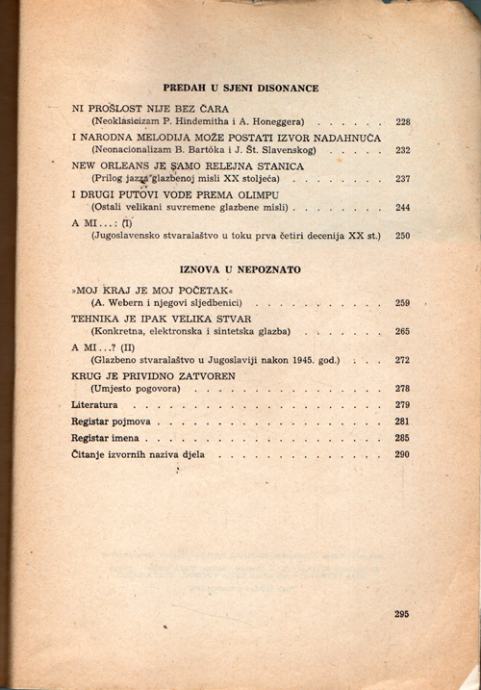 PREDAH U SJENI DISONANCE
NI PROŠLOST NIJE BEZ ČARA
(Neoklasicizam P. Hindemitha i A. Honeggera) . . . . . . 228
I NARODNA MELODIJA MOŽE POSTATI IZVOR NADAHNUĆA
(Neonacionalizam B. Bartóka i J. Št. Slavenskog) . . . . . 232
NEW ORLEANS JE SAMO RELEJNA STANICA
(Prilog jazza glazbenoj misli XX stoljeća) . . . . . . . 237
I DRUGI PUTOVI VODE PREMA OLIMPU
(Ostali velikani suvremene glazbene misli) . . . . . . . 244
A MI . . . : (I)
(Jugoslavensko stvaralaštvo u toku prva četiri decenija XX st.) 250
IZNOVA U NEPOZNATO
»MOJ KRAJ JE MOJ POČETAK«
(A. Webern i njegovi sljedbenici) . . . . . . . . . 259
TEHNIKA JE IPAK VELIKA STVAR
(Konkretna, elektronska i sintetska glazba) . . . . . . . 265
A MI . . .? (II)
(Glazbeno stvaralaštvo u Jugoslaviji nakon 1945. god.) . . . 272
KRUG JE PRIVIDNO ZATVOREN
(Umjesto pogovora) . . . . . . . . . . . . . 278
Literatura . . . . . . . . . . . . . . . 279
Registar pojmova . . . . . . . . . . . . . . 281
Registar imena . . . . . . . . . . . . . . . 285
Čitanje izvornih naziva djela . . . . . . . . . . . 290
295